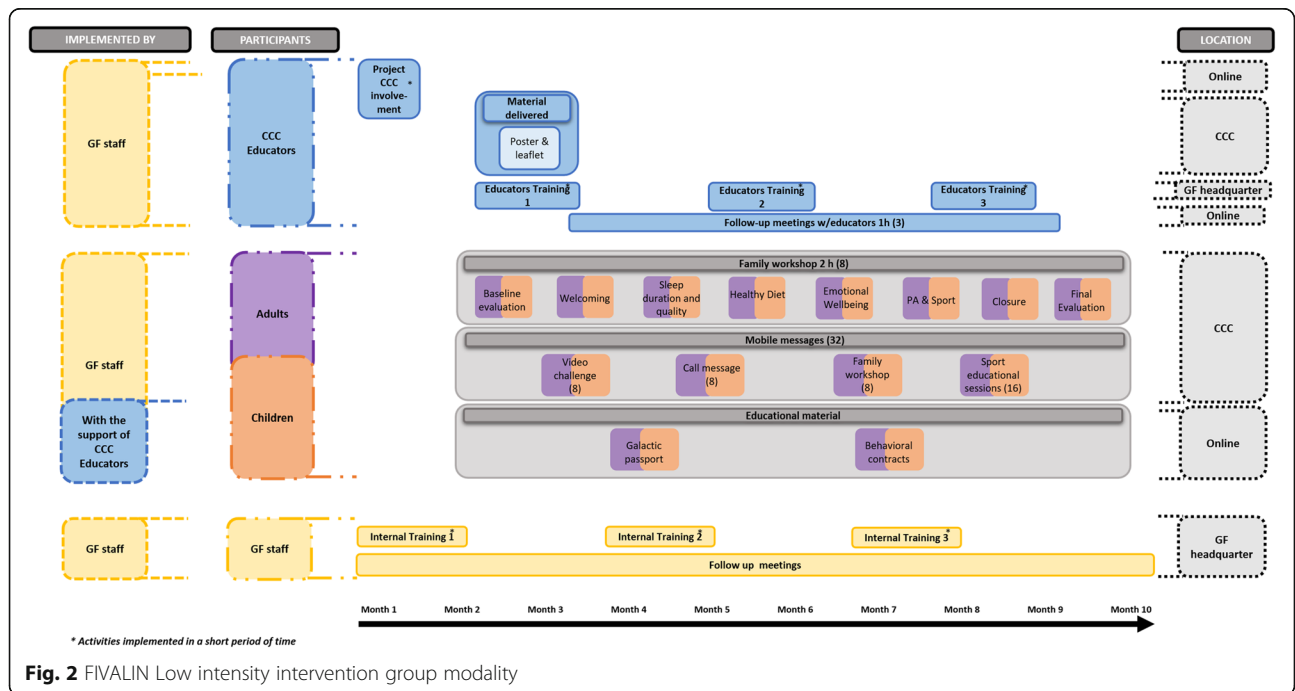 IMPLEMENTED BY
PARTICIPANTS
LOCATION
GF staff
CCC
Educators
Project
CCC
involve-
ment
*
Material
delivered
Poster &
leaflet
Educators Training *
1
Educators Training *
2
Educators Training *
3
Follow-up meetings w/educators 1h (3)
Online
CCC
GF headquarter
Online
GF staff
With the
support of
CCC
Educators
Adults
Children
Family workshop 2 h (8)
Baseline
evaluation
Welcoming
Sleep
duration and
quality
Healthy Diet
Emotional
Wellbeing
PA & Sport
Closure
Final
Evaluation
Mobile messages (32)
Video
challenge
(8)
Call message
(8)
Family
workshop
(8)
Sport
educational
sessions (16)
Educational material
Galactic
passport
Behavioral
contracts
CCC
Online
GF staff
GF staff
Internal Training 1*
Internal Training 2*
Internal Training 3*
Follow up meetings
GF
headquarter
Month 1 Month 2 Month 3 Month 4 Month 5 Month 6 Month 7 Month 8 Month 9 Month 10
* Activities implemented in a short period of time
Fig. 2 FIVALIN Low intensity intervention group modality